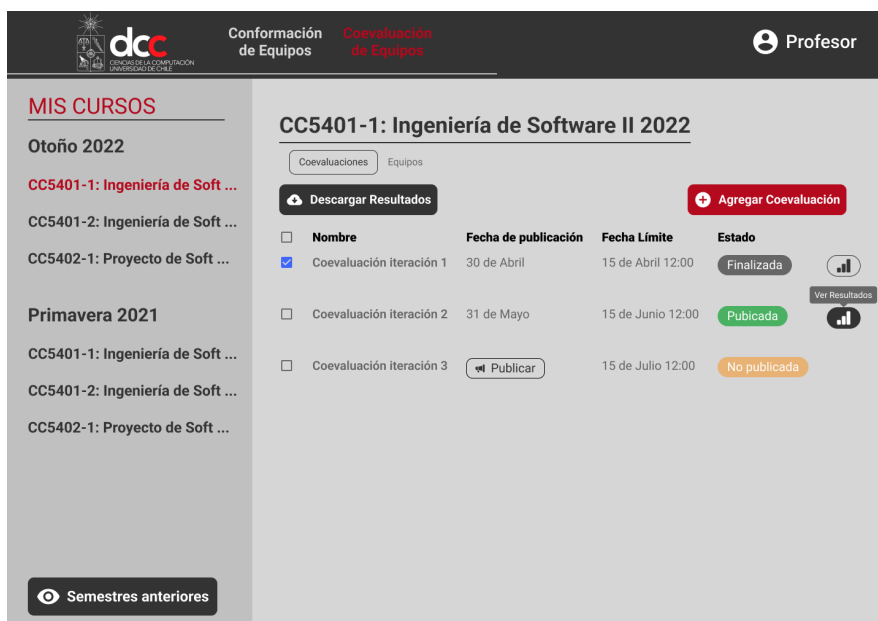 dcc
CIENCIAS DE LA COMPUTACIÓN
UNIVERSIDAD DE CHILE
Conformación
de Equipos
Coevaluación
de Equipos
Profesor
MIS CURSOS
Otoño 2022
CC5401-1: Ingeniería de Soft ...
CC5401-2: Ingeniería de Soft ...
CC5402-1: Proyecto de Soft ...
Primavera 2021
CC5401-1: Ingeniería de Soft ...
CC5401-2: Ingeniería de Soft ...
CC5402-1: Proyecto de Soft ...
Semestres anteriores
CC5401-1: Ingeniería de Software II 2022
Coevaluaciones Equipos
Descargar Resultados Agregar Coevaluación
Nombre Fecha de publicación Fecha Límite Estado
Coevaluación iteración 1 30 de Abril 15 de Abril 12:00 Finalizada
Ver Resultados
Coevaluación iteración 2 31 de Mayo 15 de Junio 12:00 Pubicada
Coevaluación iteración 3 Publicar 15 de Julio 12:00 No publicada